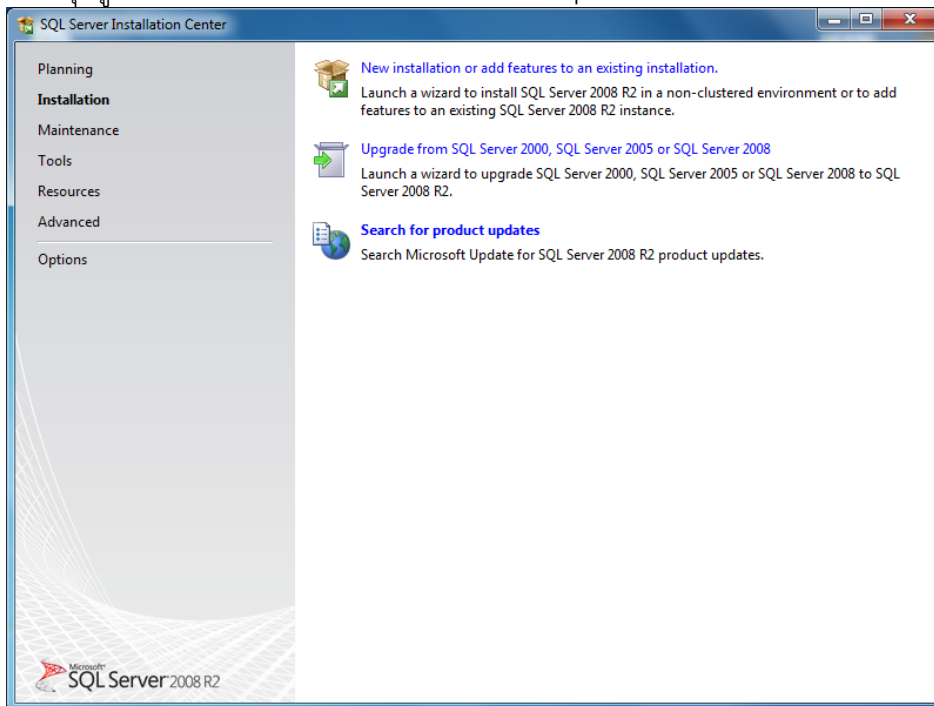 SQL Server Installation Center
Planning
Installation
Maintenance
Tools
Resources
Advanced
Options
New installation or add features to an existing installation.
Launch a wizard to install SQL Server 2008 R2 in a non-clustered environment or to add
features to an existing SQL Server 2008 R2 instance.
Upgrade from SQL Server 2000, SQL Server 2005 or SQL Server 2008
Launch a wizard to upgrade SQL Server 2000, SQL Server 2005 or SQL Server 2008 to SQL
Server 2008 R2.
Search for product updates
Search Microsoft Update for SQL Server 2008 R2 product updates.
Microsoft
SQL Server 2008 R2